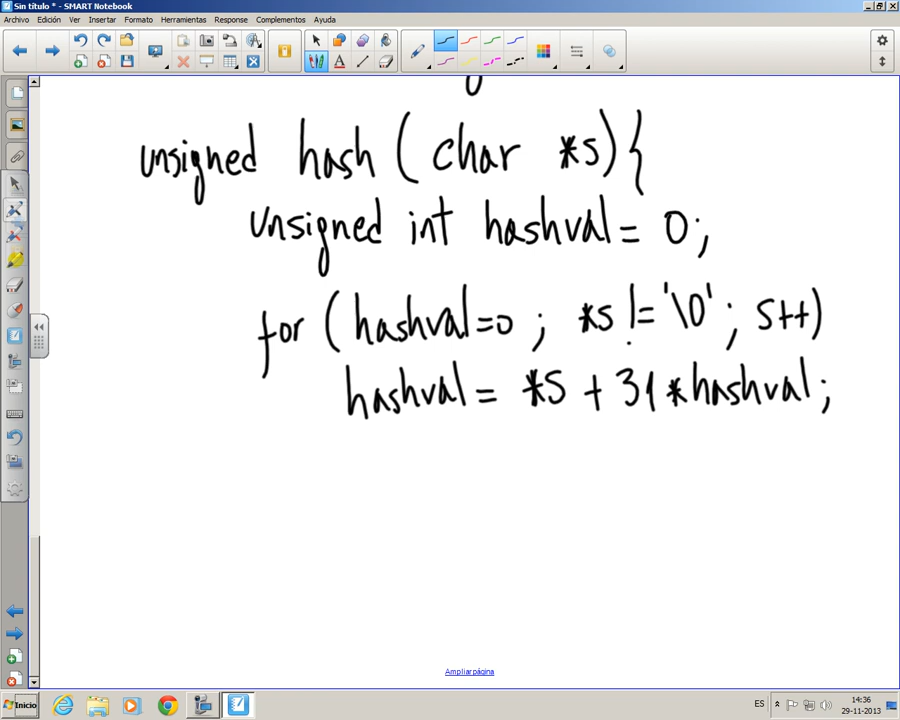 Sin título * - SMART Notebook
Archivo Edición Ver Insertar Formato Herramientas Response Complementos Ayuda
unsigned hash ( char *s) {
unsigned int hashval = 0;
for ( hashval=0 ; *s != '\0' ; s++)
hashval = *s + 31 * hashval;
Ampliar página
Inicio
ES
14:36
29-11-2013